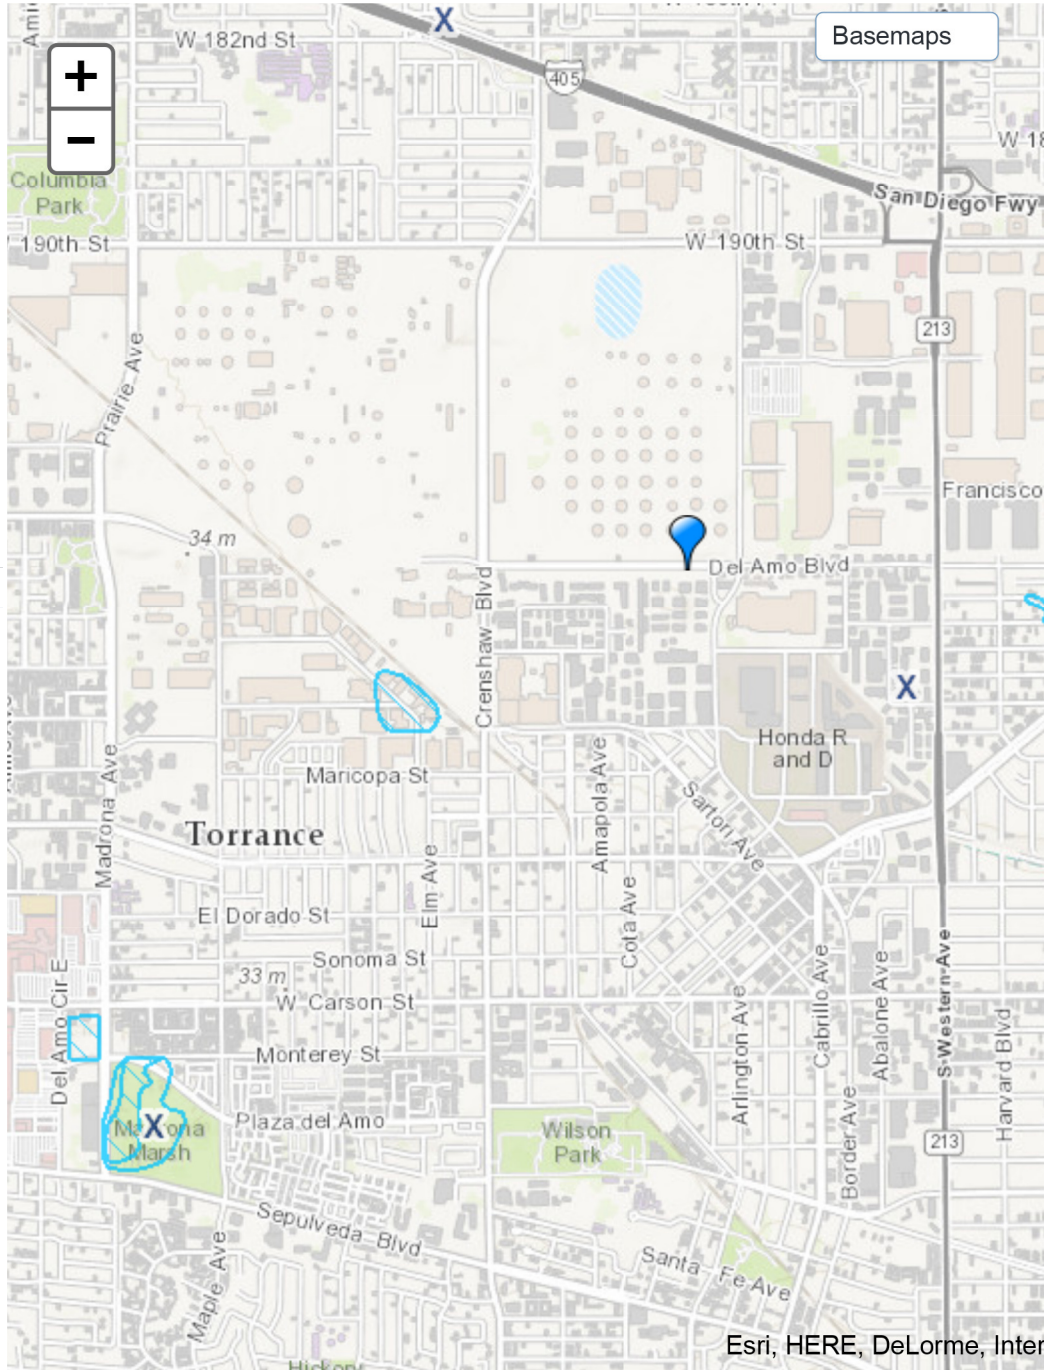 W 182nd St
X
Basemaps
+
−
405
W 18
Columbia
Park
San Diego Fwy
190th St
W 190th St
213
Prairie Ave
Francisco
34 m
Del Amo Blvd
Crenshaw Blvd
X
Honda R
and D
Madrona Ave
Maricopa St
Amapola Ave
Sartori Ave
Torrance
Elm Ave
El Dorado St
Cota Ave
Sonoma St
33 m
W Carson St
Del Amo Cir E
Monterey St
Arlington Ave
Cabrillo Ave
Abalone Ave
S Western Ave
Harvard Blvd
Plaza del Amo
X
Madrona
Marsh
Wilson
Park
Border Ave
213
Sepulveda Blvd
Maple Ave
Santa Fe Ave
Esri, HERE, DeLorme, Inter
Hickory